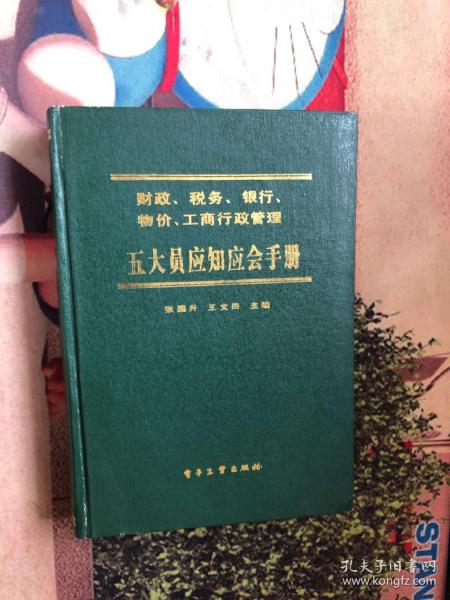 财政、税务、银行、
物价、工商行政管理
五大员应知应会手册
张国升 王文 主编
电子工业出版社
STAN
孔夫子旧书网
www.kongfz.com